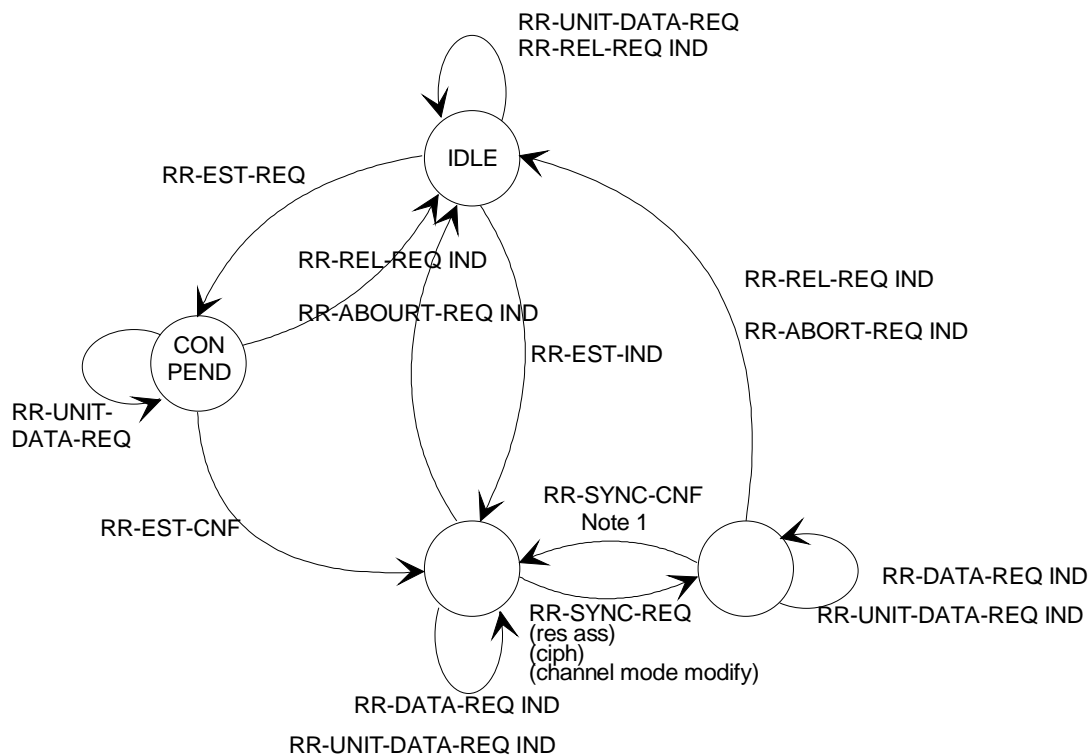 RR-UNIT-DATA-REQ
RR-REL-REQ IND
IDLE
RR-EST-REQ
RR-REL-REQ IND
RR-ABOURT-REQ IND
RR-REL-REQ IND
RR-ABORT-REQ IND
CON
PEND
RR-EST-IND
RR-UNIT-
DATA-REQ
RR-EST-CNF
RR-SYNC-CNF
Note 1
RR-SYNC-REQ
(res ass)
(ciph)
(channel mode modify)
RR-DATA-REQ IND
RR-UNIT-DATA-REQ IND
RR-DATA-REQ IND
RR-UNIT-DATA-REQ IND